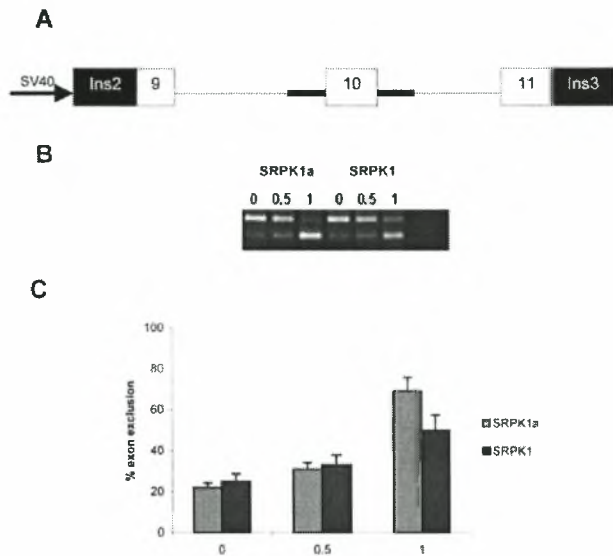 A
SV40 Ins2 9 10 11 Ins3
B
SRPK1a SRPK1
0 0.5 1 0 0.5 1
C
% exon exclusion
100
80
60
40
20
0
0 0.5 1
SRPK1a
SRPK1